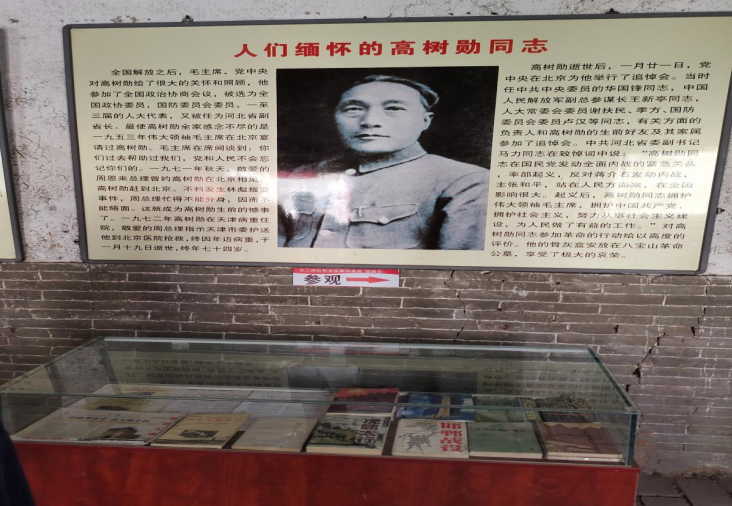 人们缅怀的高树勋同志
全国解放之后，毛主席，党中央
对高树勋给了很大的关怀和照顾，他
参加了全国政治协商会议，被选为全
国政协委员，国防委员会委员、一至
三届的人大代表，又被任为河北省副
省长。最使高树勋全家感念不尽的是
一九五三年伟大领袖毛主席在北京宴
请过高树勋。毛主席在席间谈到：你
们过去帮助过我们，党和人民不会忘
记你们的。一九七一年秋天，敬爱的
周恩来总理曾约高树勋在北京相见，
高树勋赶到北京。不料发生林彪叛逃
事件，周总理忙得不能分身，因而不
能晤面。这就成为高树勋生前的憾事
了。一九七二年高树勋在天津病重住
院，敬爱的周总理指示天津市委护送
他到北京医院抢救，终因年迈病重，于
一月十九日逝世，终年七十四岁。
高树勋逝世后，一月廿一日，党
中央在北京为他举行了追悼会。当时
任中共中央委员的华国锋同志，中国
人民解放军副总参谋长王新亭同志，
人大常委会委员谢扶民、李方、国防
委员会委员卢汉等同志，有关方面的
负责人和高树勋的生前好友及其家属
参加了追悼会。中共河北省委副书记
马力同志在致悼词中说：“高树勋同
志在国民党发动全面内战的紧急关头
，率部起义，反对蒋介石发动内战，
主张和平，站在人民方面来，在全国
影响很大。起义后，高树勋同志拥护
伟大领袖毛主席，拥护中国共产党，
拥护社会主义，努力从事社会主义建
设，为人民做了有益的工作。”对高
树勋同志参加革命的行动给以高度的
评价。他的骨灰盒安放在八宝山革命
公墓，享受了极大的哀荣。
参观
邯郸战役